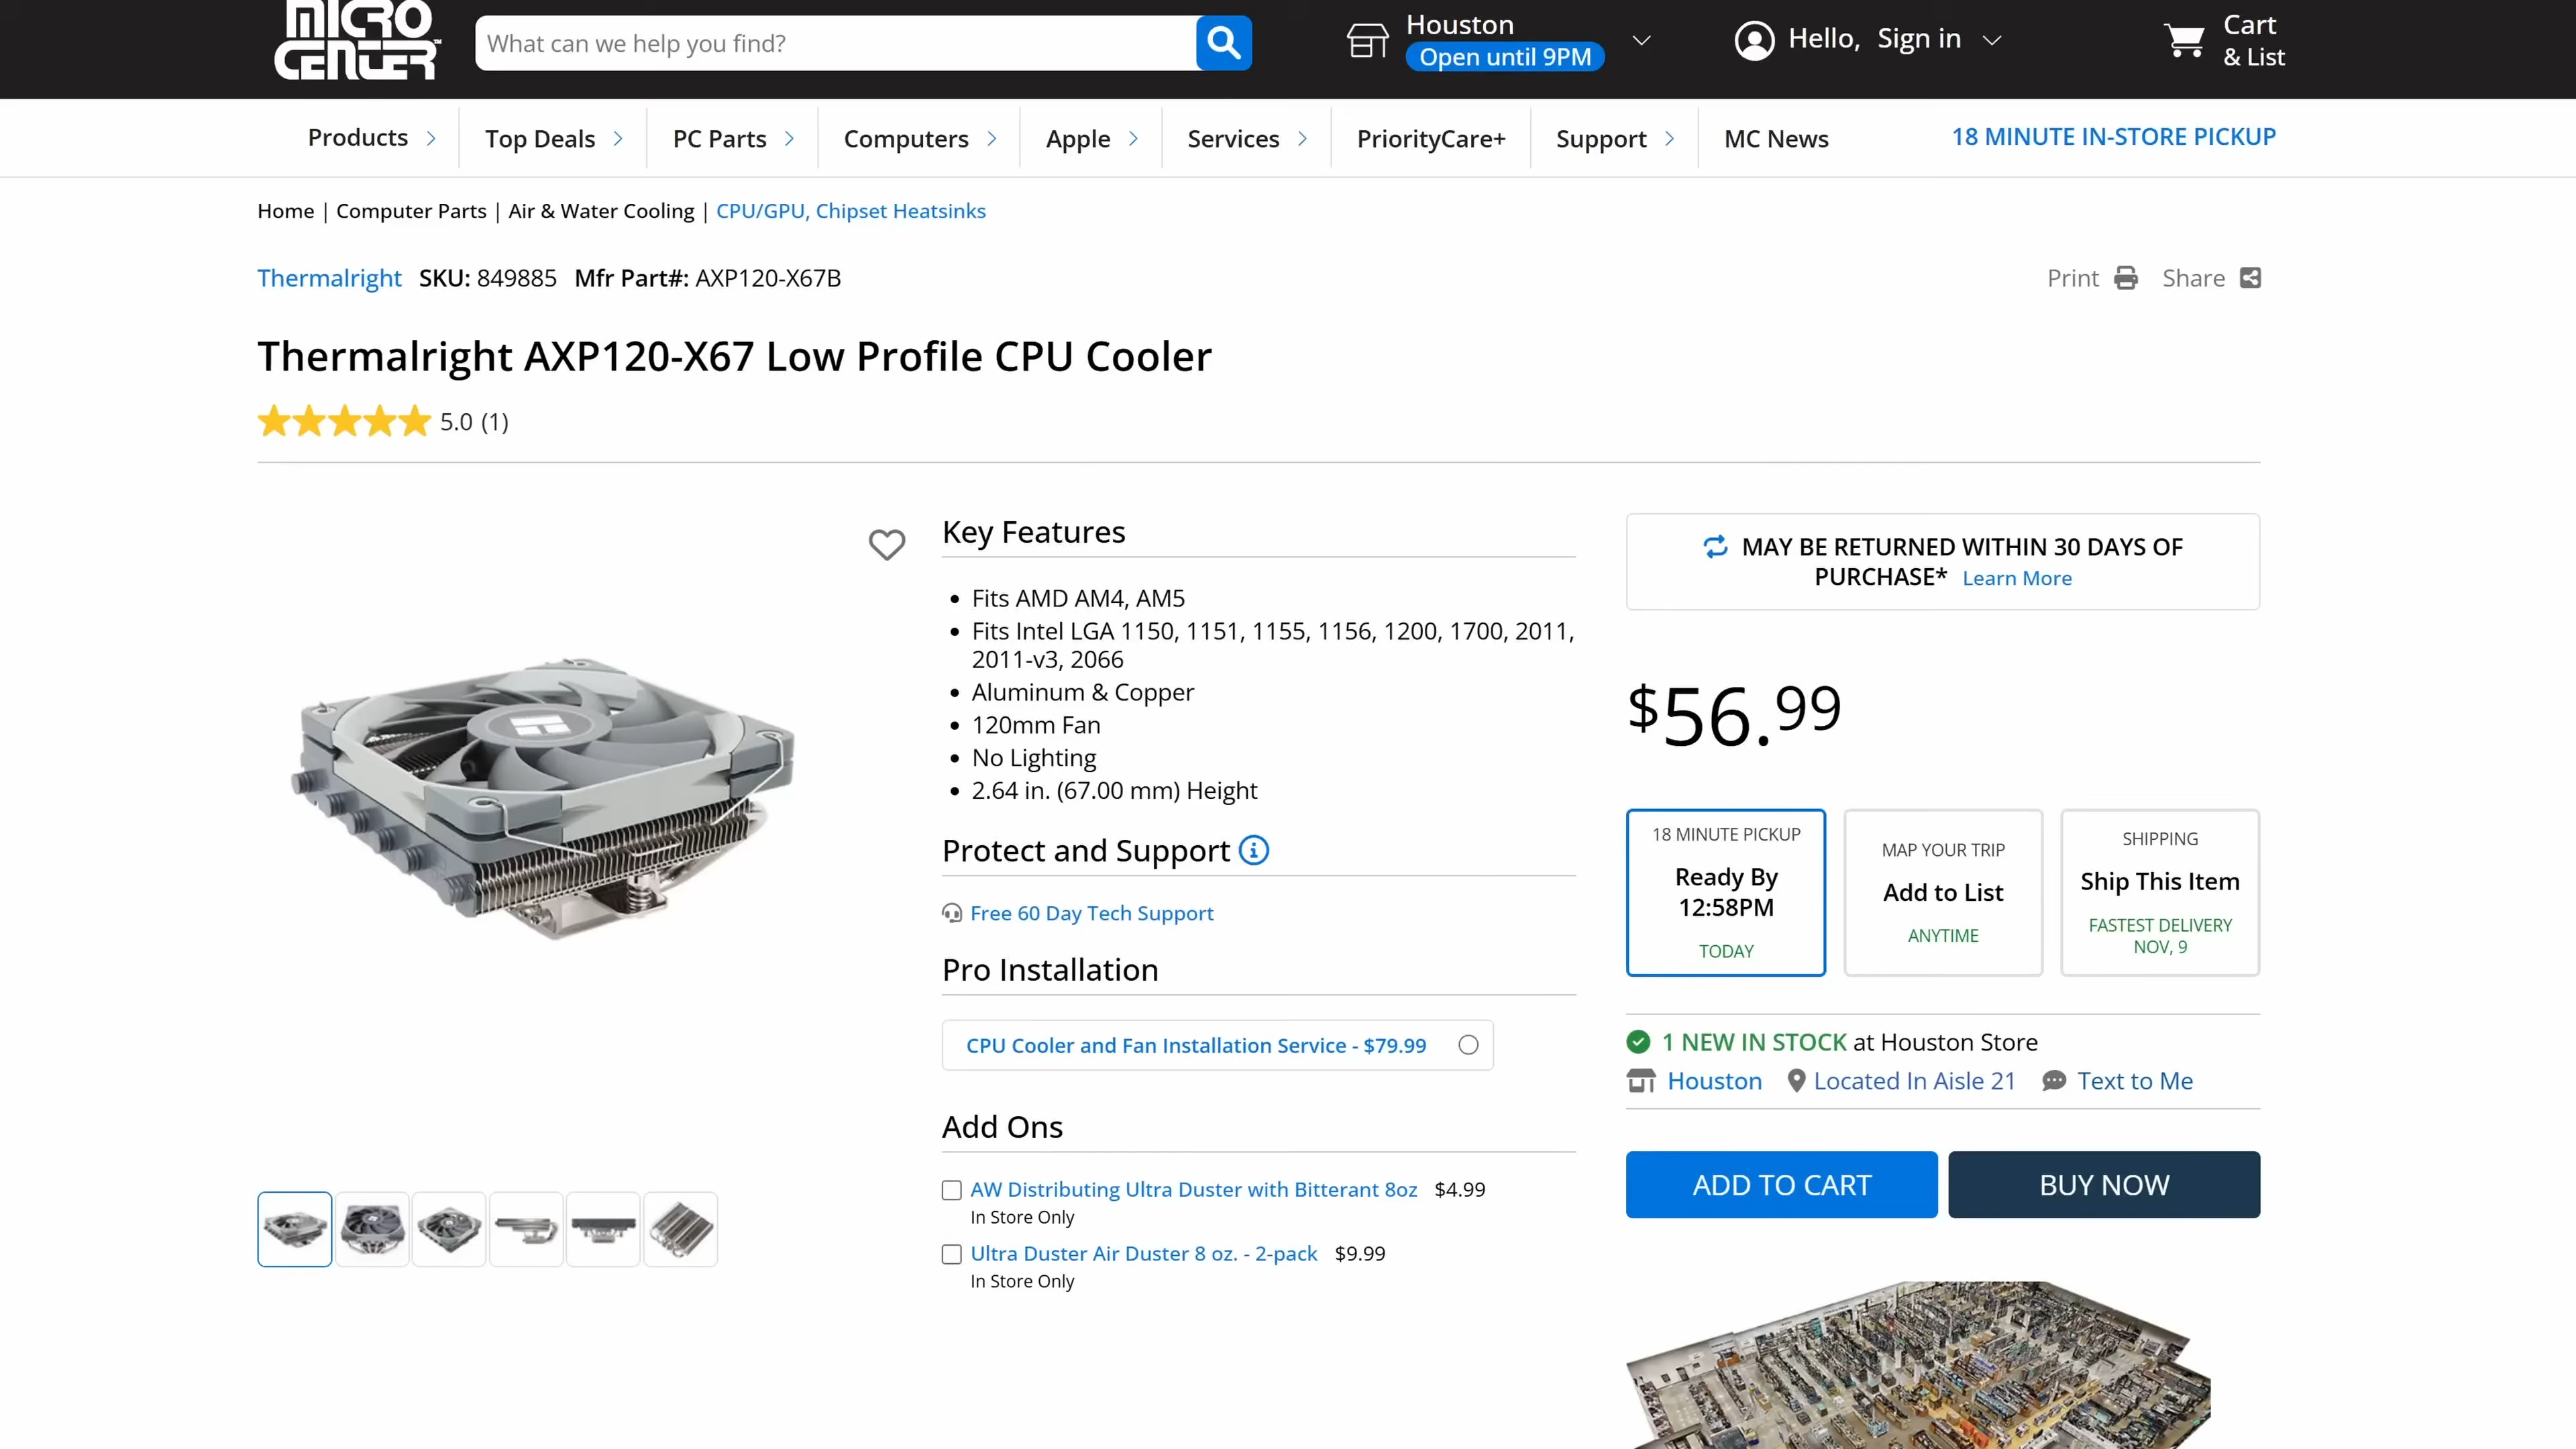 MICRO CENTER™
What can we help you find?
Houston
Open until 9PM
Hello, Sign in
Cart
& List
Products
Top Deals
PC Parts
Computers
Apple
Services
PriorityCare+
Support
MC News
18 MINUTE IN-STORE PICKUP
Home | Computer Parts | Air & Water Cooling | CPU/GPU, Chipset Heatsinks
Thermalright SKU: 849885 Mfr Part#: AXP120-X67B
Print
Share
Thermalright AXP120-X67 Low Profile CPU Cooler
5.0 (1)
Key Features
Fits AMD AM4, AM5
Fits Intel LGA 1150, 1151, 1155, 1156, 1200, 1700, 2011,
2011-v3, 2066
Aluminum & Copper
120mm Fan
No Lighting
2.64 in. (67.00 mm) Height
Protect and Support
Free 60 Day Tech Support
Pro Installation
CPU Cooler and Fan Installation Service - $79.99
Add Ons
AW Distributing Ultra Duster with Bitterant 8oz $4.99
In Store Only
Ultra Duster Air Duster 8 oz. - 2-pack $9.99
In Store Only
MAY BE RETURNED WITHIN 30 DAYS OF
PURCHASE* Learn More
$56.99
18 MINUTE PICKUP
Ready By
12:58PM
TODAY
MAP YOUR TRIP
Add to List
ANYTIME
SHIPPING
Ship This Item
FASTEST DELIVERY
NOV, 9
1 NEW IN STOCK at Houston Store
Houston
Located In Aisle 21
Text to Me
ADD TO CART
BUY NOW